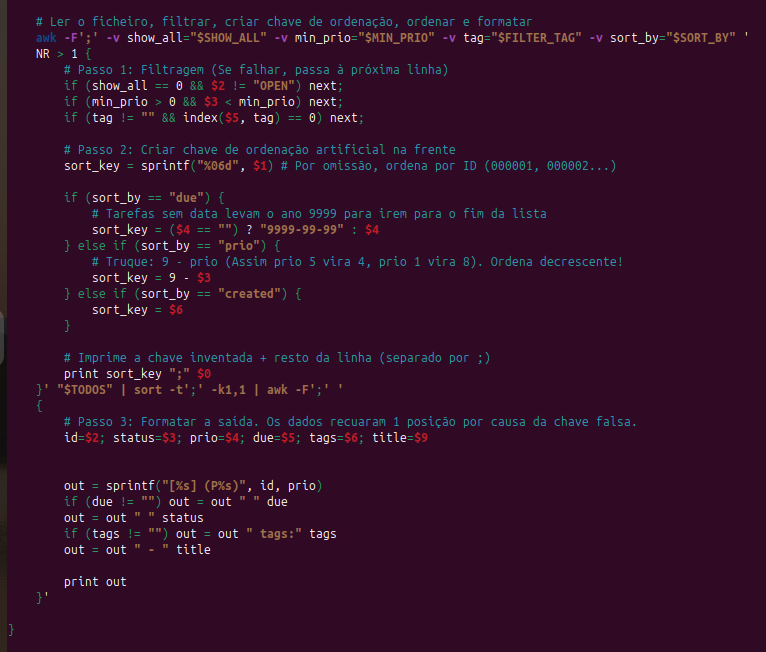 # Ler o ficheiro, filtrar, criar chave de ordenação, ordenar e formatar
awk -F';' -v show_all="$SHOW_ALL" -v min_prio="$MIN_PRIO" -v tag="$FILTER_TAG" -v sort_by="$SORT_BY" '
NR > 1 {
# Passo 1: Filtragem (Se falhar, passa à próxima linha)
if (show_all == 0 && $2 != "OPEN") next;
if (min_prio > 0 && $3 < min_prio) next;
if (tag != "" && index($5, tag) == 0) next;
# Passo 2: Criar chave de ordenação artificial na frente
sort_key = sprintf("%06d", $1) # Por omissão, ordena por ID (000001, 000002...)
if (sort_by == "due") {
# Tarefas sem data levam o ano 9999 para irem para o fim da lista
sort_key = ($4 == "") ? "9999-99-99" : $4
} else if (sort_by == "prio") {
# Truque: 9 - prio (Assim prio 5 vira 4, prio 1 vira 8). Ordena decrescente!
sort_key = 9 - $3
} else if (sort_by == "created") {
sort_key = $6
}
# Imprime a chave inventada + resto da linha (separado por ;)
print sort_key ";" $0
}' "$TODOS" | sort -t';' -k1,1 | awk -F';' '
{
# Passo 3: Formatar a saída. Os dados recuaram 1 posição por causa da chave falsa.
id=$2; status=$3; prio=$4; due=$5; tags=$6; title=$9
out = sprintf("[%s] (P%s)", id, prio)
if (due != "") out = out " " due
out = out " " status
if (tags != "") out = out " tags:" tags
out = out " - " title
print out
}'
}